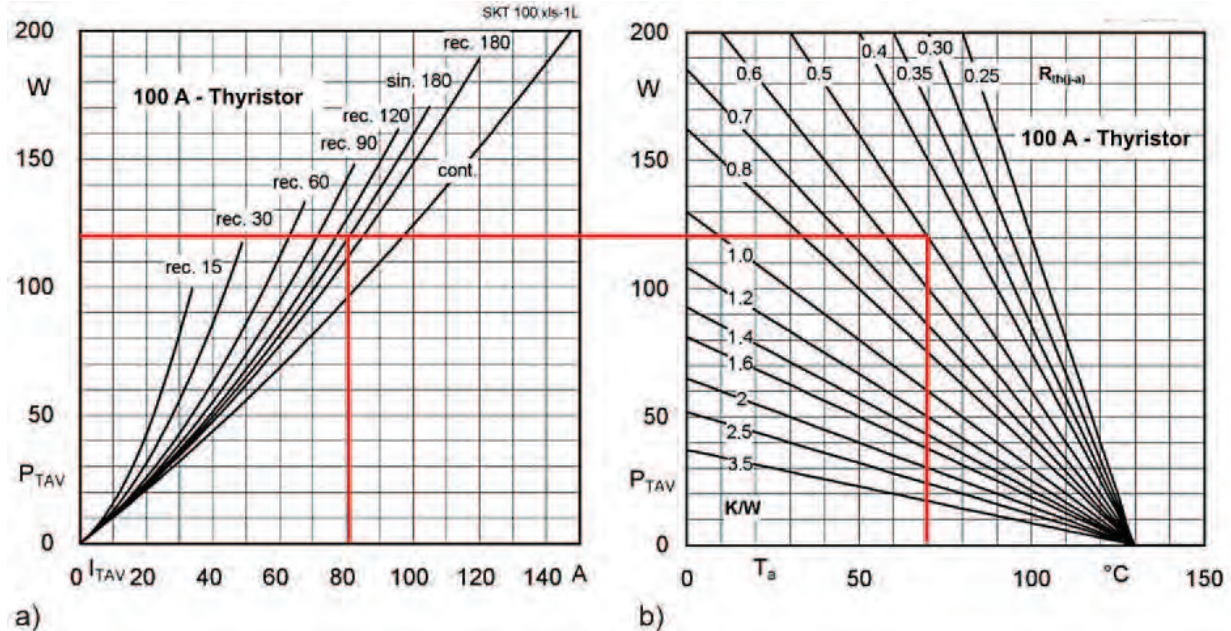 SKT 100.xls-1L
200
W
150
100
50
P_TAV
0
100 A - Thyristor
rec. 180
sin. 180
rec. 120
rec. 90
cont.
rec. 60
rec. 30
rec. 15
0 I_TAV 20 40 60 80 100 120 140 A
a)
200
W
150
100
50
P_TAV
0
0.6 0.5 0.4 0.35 0.30 0.25 R_th(j-a)
100 A - Thyristor
0.7
0.8
1.0
1.2
1.4
1.6
2
2.5
3.5
K/W
0 T_a 50 100 °C 150
b)